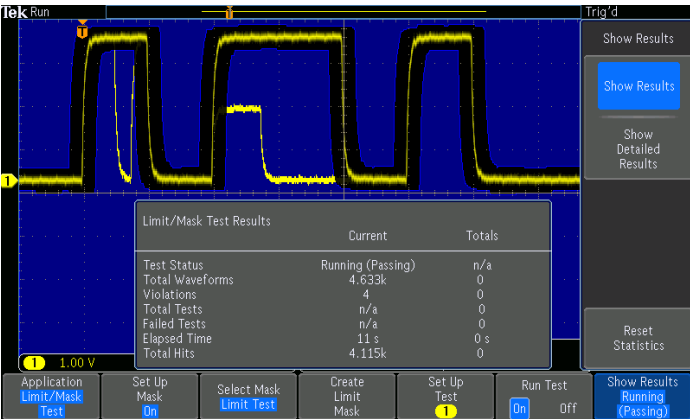 Tek Run
Trig'd
T
T
Show Results
Show Results
Show
Detailed
Results
1
Limit/Mask Test Results
Current Totals
Test Status Running (Passing) n/a
Total Waveforms 4.633k 0
Violations 4 0
Total Tests n/a 0
Failed Tests n/a 0
Elapsed Time 11 s 0 s
Total Hits 4.115k 0
Reset
Statistics
1 1.00 V
Application
Limit/Mask
Test
Set Up
Mask
On
Select Mask
Limit Test
Create
Limit
Mask
Set Up
Test
1
Run Test
On Off
Show Results
Running
(Passing)